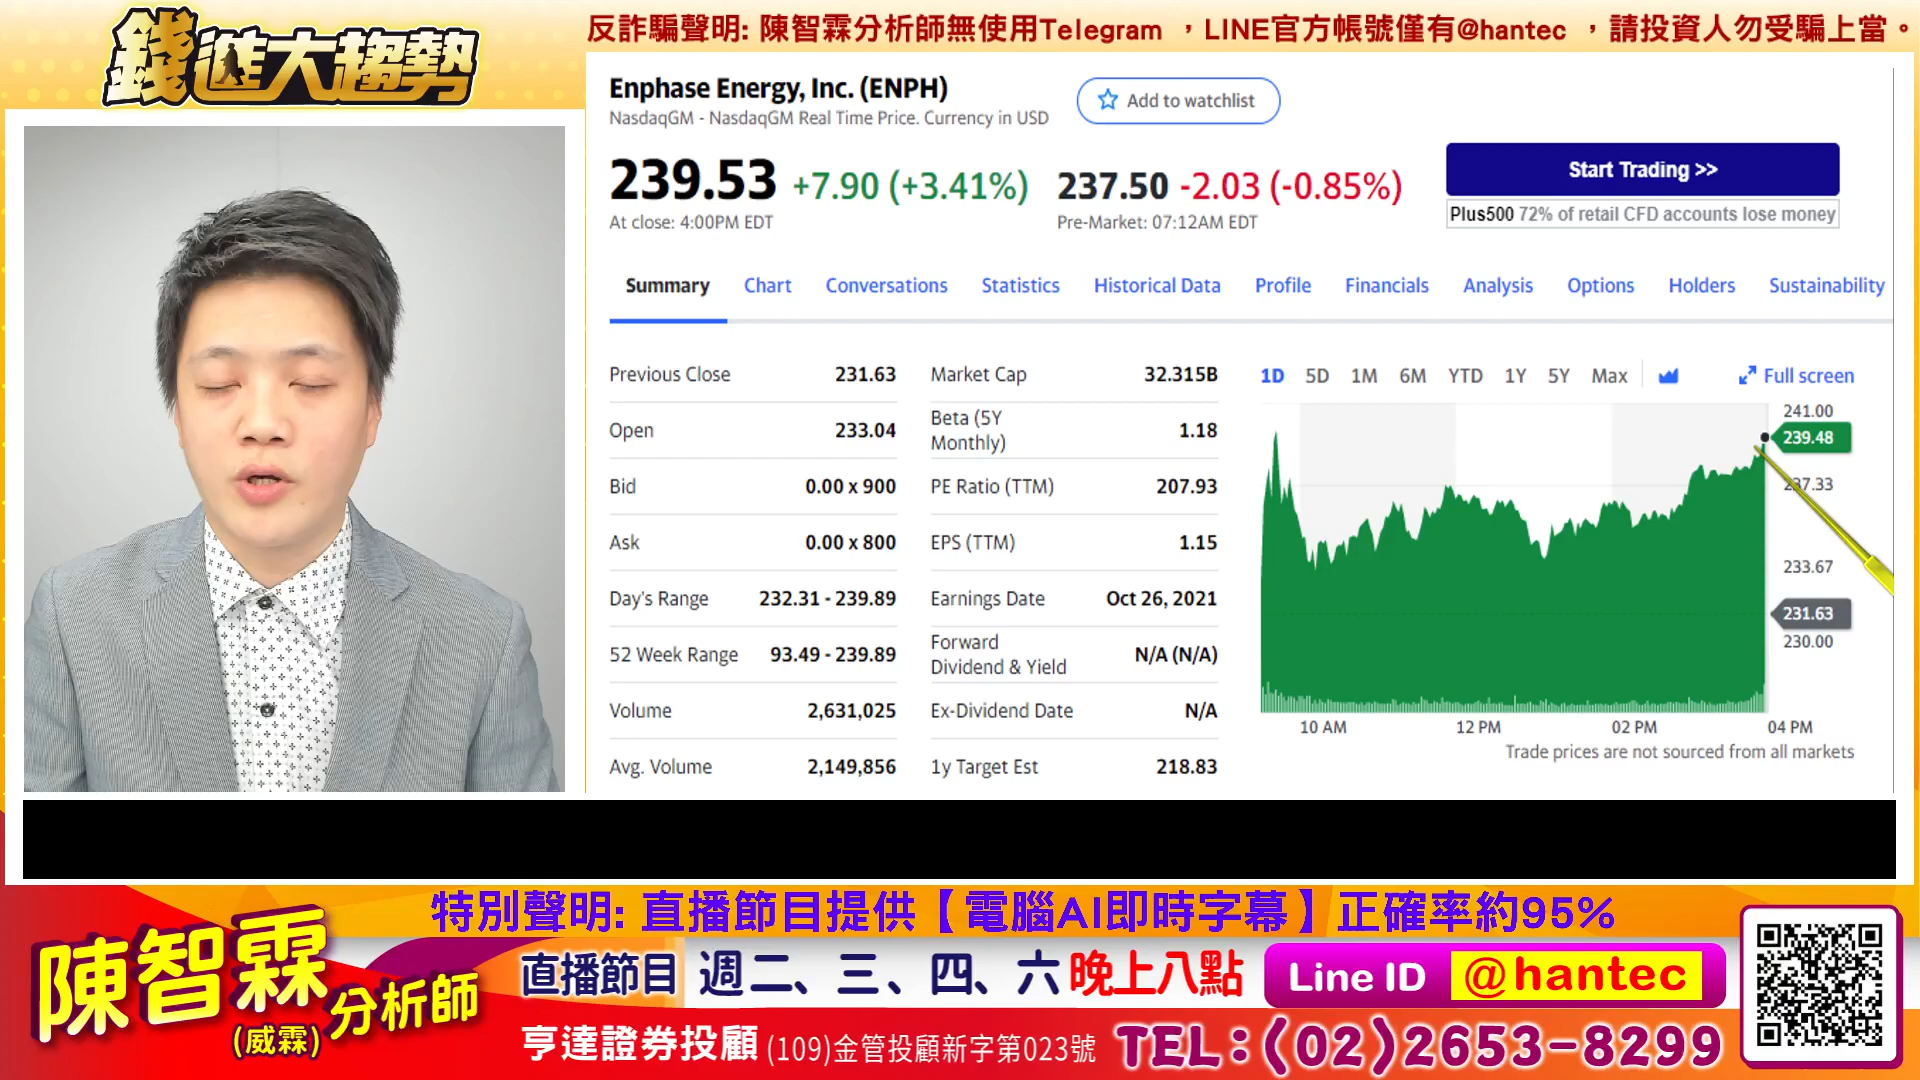 錢進大趨勢
反詐騙聲明: 陳智霖分析師無使用Telegram ，LINE官方帳號僅有@hantec ，請投資人勿受騙上當。
Enphase Energy, Inc. (ENPH)
NasdaqGM - NasdaqGM Real Time Price. Currency in USD
Add to watchlist
239.53 +7.90 (+3.41%) 237.50 -2.03 (-0.85%)
At close: 4:00PM EDT Pre-Market: 07:12AM EDT
Start Trading >>
Plus500 72% of retail CFD accounts lose money
Summary Chart Conversations Statistics Historical Data Profile Financials Analysis Options Holders Sustainability
Previous Close 231.63
Open 233.04
Bid 0.00 x 900
Ask 0.00 x 800
Day's Range 232.31 - 239.89
52 Week Range 93.49 - 239.89
Volume 2,631,025
Avg. Volume 2,149,856
Market Cap 32.315B
Beta (5Y
Monthly) 1.18
PE Ratio (TTM) 207.93
EPS (TTM) 1.15
Earnings Date Oct 26, 2021
Forward
Dividend & Yield N/A (N/A)
Ex-Dividend Date N/A
1y Target Est 218.83
1D 5D 1M 6M YTD 1Y 5Y Max Full screen
241.00
239.48
237.33
233.67
231.63
230.00
10 AM 12 PM 02 PM 04 PM
Trade prices are not sourced from all markets
特別聲明: 直播節目提供【電腦AI即時字幕】正確率約95%
陳智霖分析師
(威霖)
直播節目 週二、三、四、六 晚上八點
Line ID @hantec
亨達證券投顧 (109)金管投顧新字第023號
TEL:(02)2653-8299